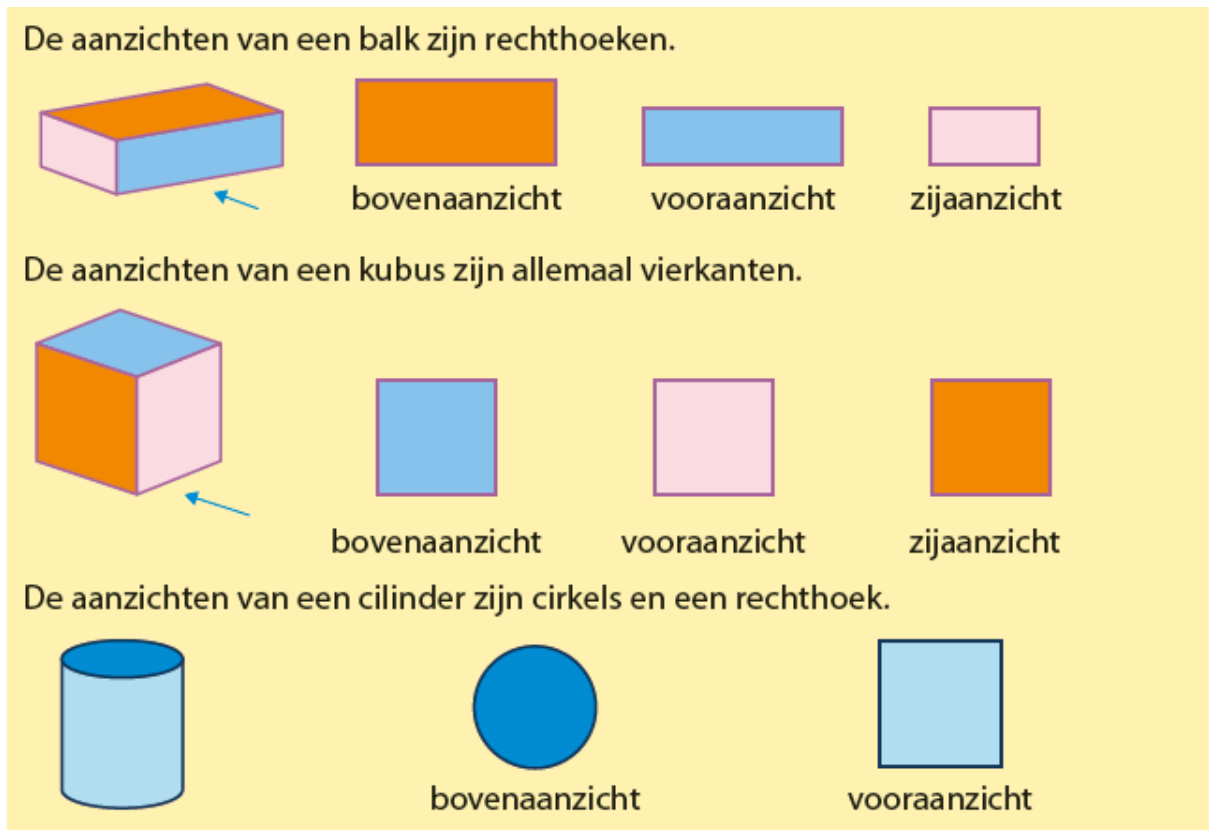 De aanzichten van een balk zijn rechthoeken.
bovenaanzicht vooraanzicht zijaanzicht
De aanzichten van een kubus zijn allemaal vierkanten.
bovenaanzicht vooraanzicht zijaanzicht
De aanzichten van een cilinder zijn cirkels en een rechthoek.
bovenaanzicht vooraanzicht